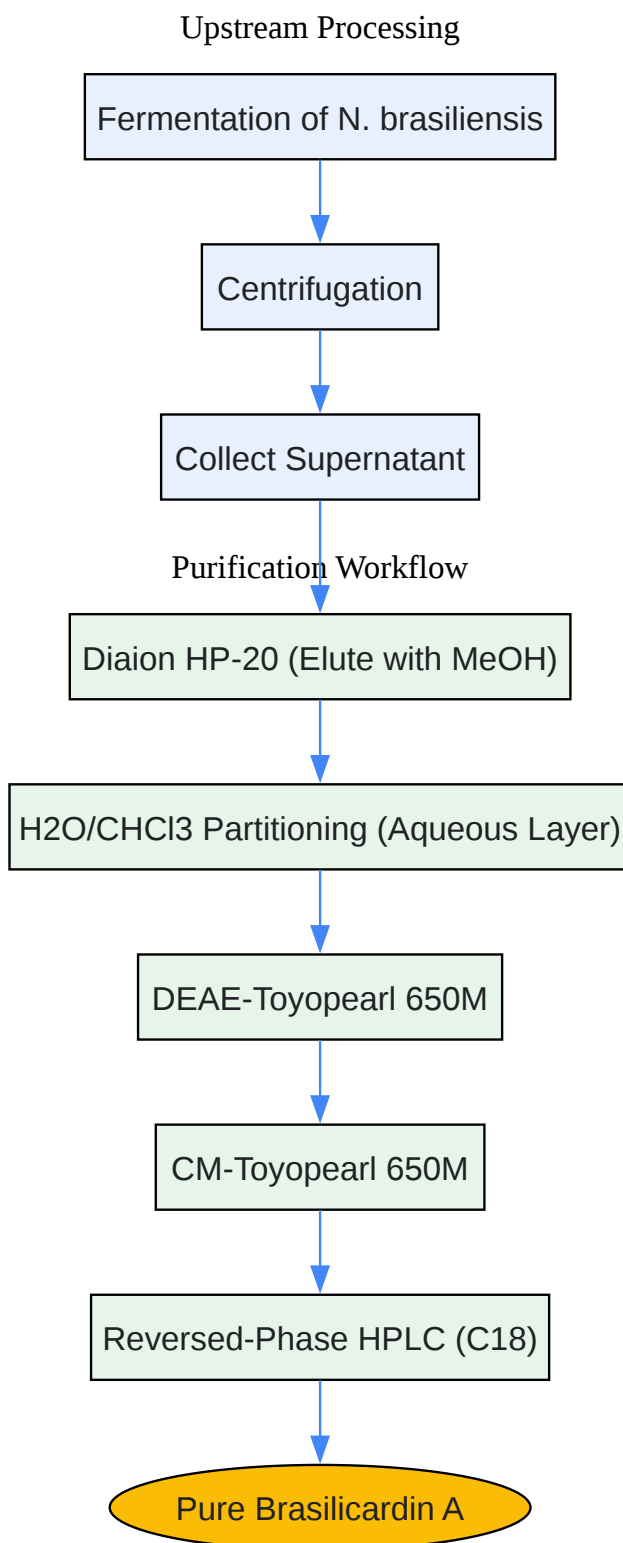 Upstream Processing
Fermentation of N. brasiliensis
Centrifugation
Collect Supernatant
Purification Workflow
Diaion HP-20 (Elute with MeOH)
H2O/CHCl3 Partitioning (Aqueous Layer)
DEAE-Toyopearl 650M
CM-Toyopearl 650M
Reversed-Phase HPLC (C18)
Pure Brasilicardin A